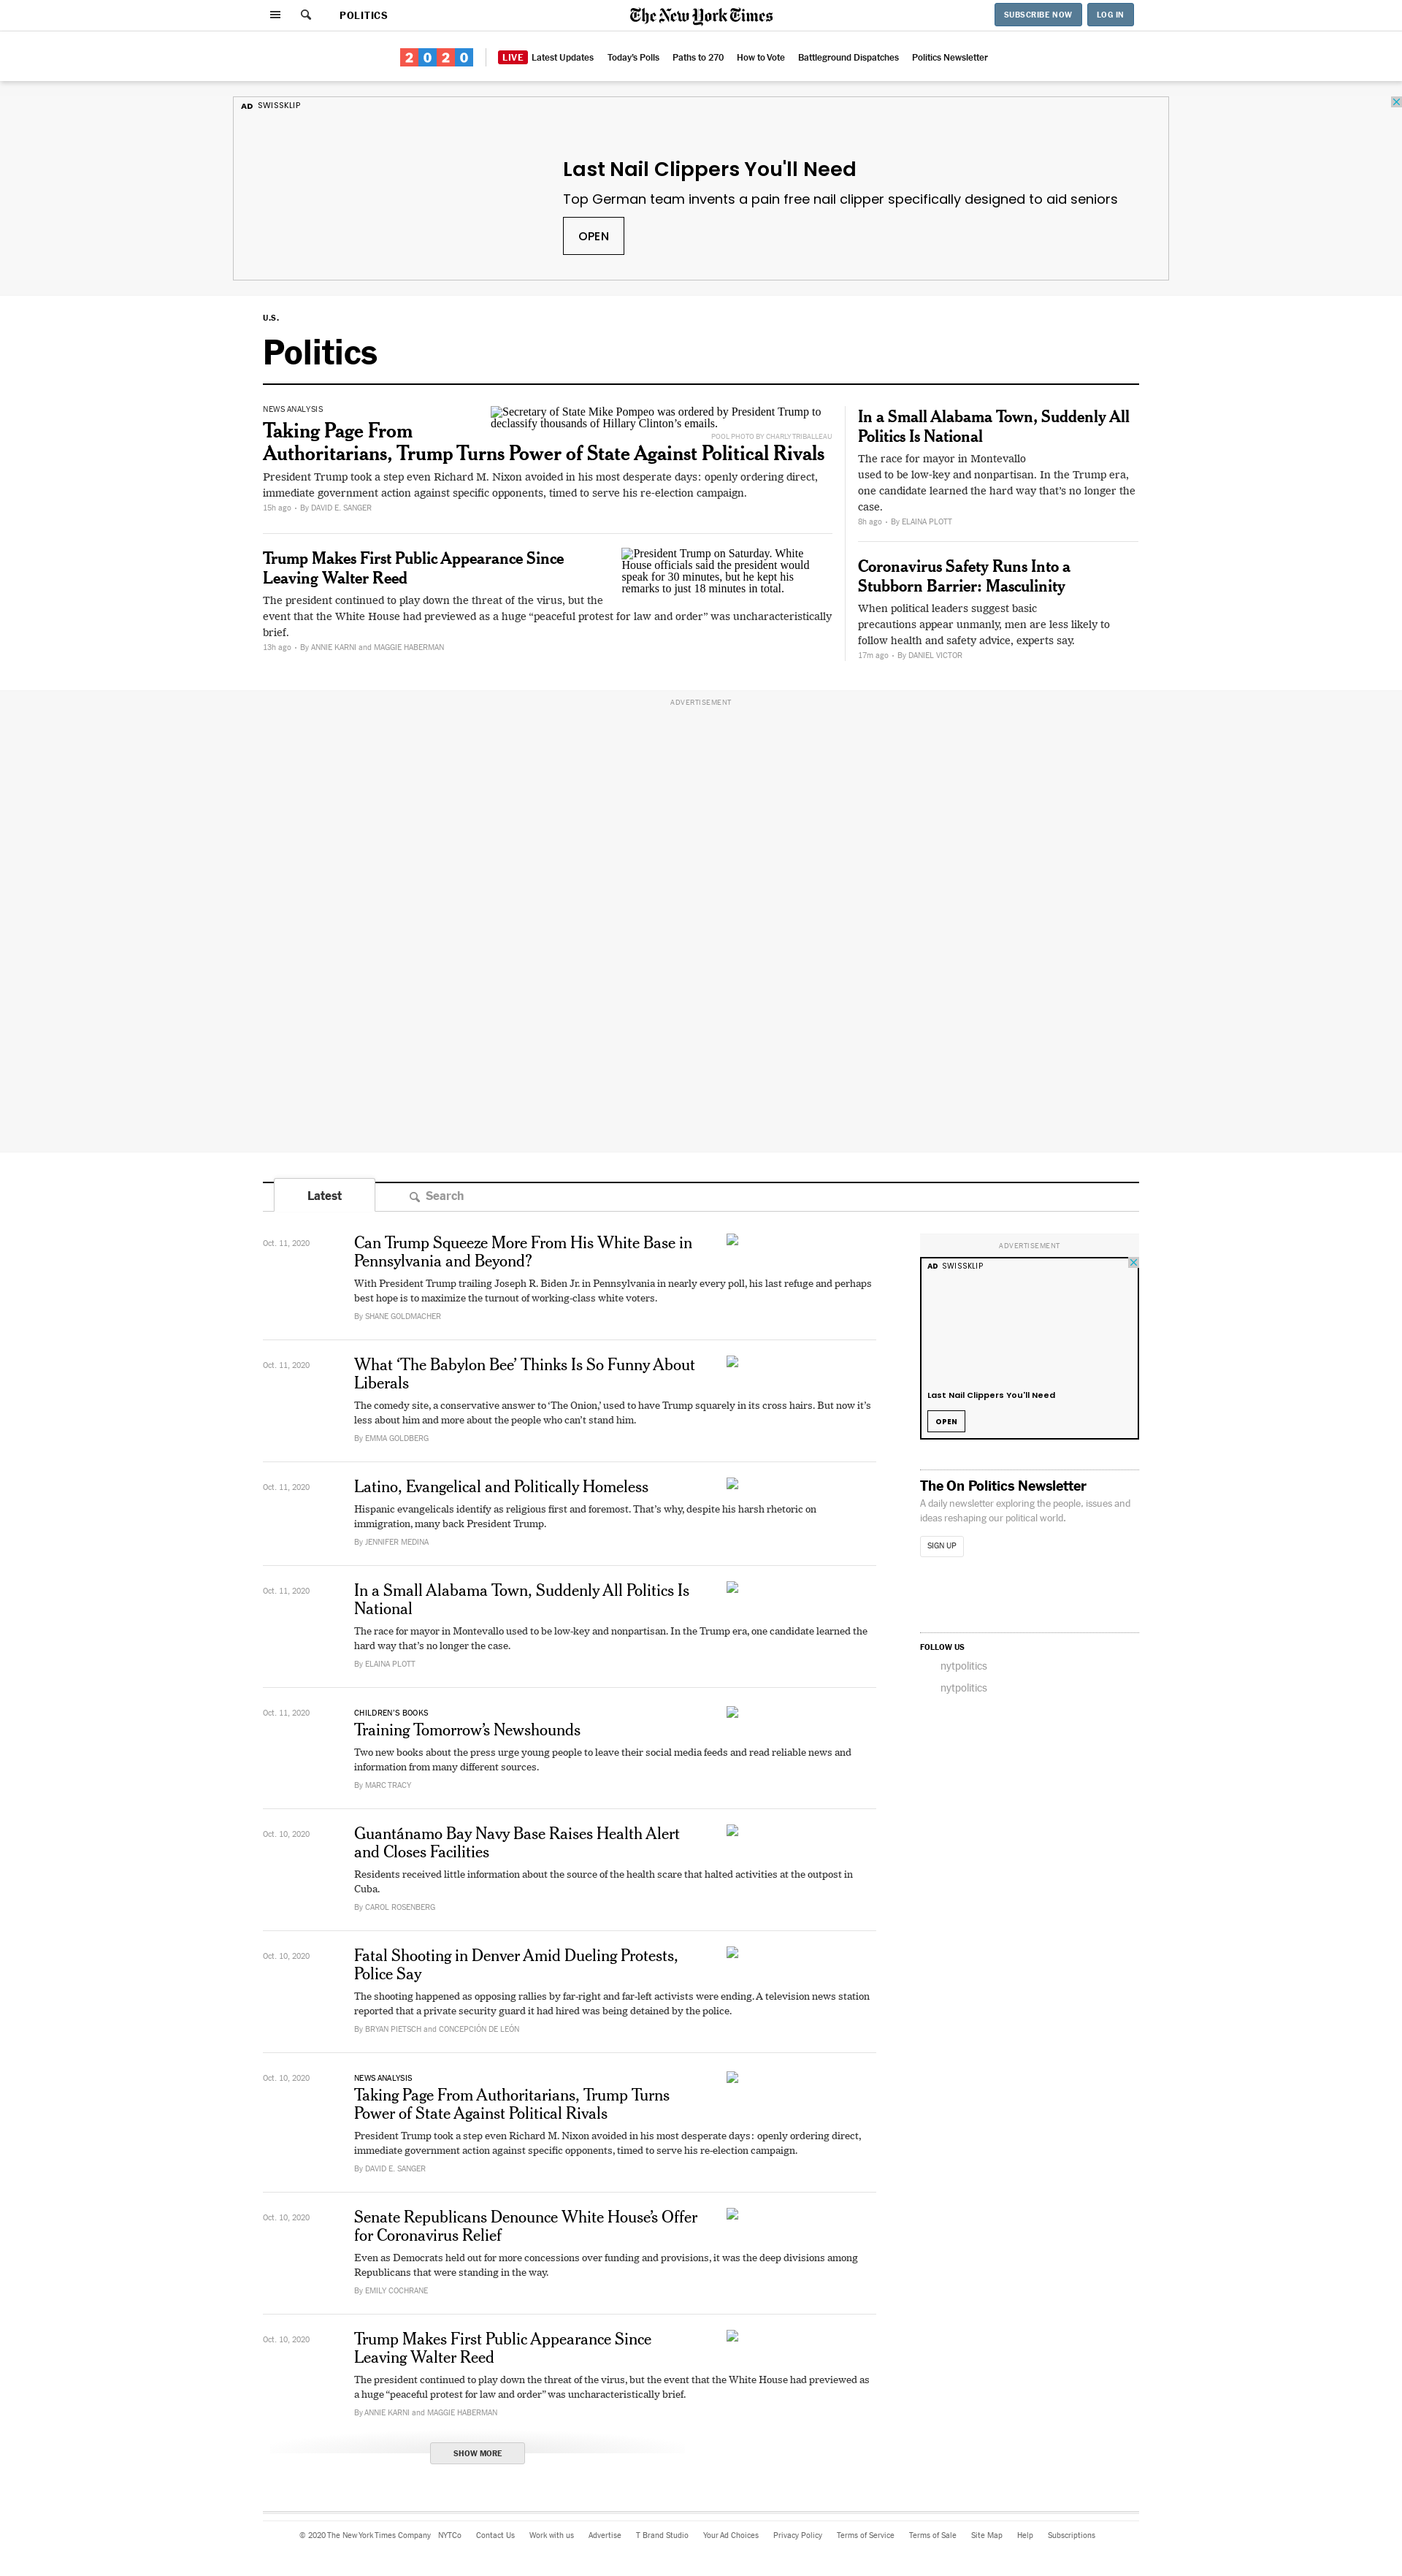 POLITICS
The New York Times
SUBSCRIBE NOW
LOG IN
2020
LIVE Latest Updates
Today's Polls
Paths to 270
How to Vote
Battleground Dispatches
Politics Newsletter
AD SWISSKLIP
Last Nail Clippers You'll Need
Top German team invents a pain free nail clipper specifically designed to aid seniors
OPEN
U.S.
Politics
NEWS ANALYSIS
Secretary of State Mike Pompeo was ordered by President Trump to
declassify thousands of Hillary Clinton's emails.
POOL PHOTO BY CHARLY TRIBALLEAU
Taking Page From
Authoritarians, Trump Turns Power of State Against Political Rivals
President Trump took a step even Richard M. Nixon avoided in his most desperate days: openly ordering direct,
immediate government action against specific opponents, timed to serve his re-election campaign.
15h ago • By DAVID E. SANGER
Trump Makes First Public Appearance Since
Leaving Walter Reed
President Trump on Saturday. White
House officials said the president would
speak for 30 minutes, but he kept his
remarks to just 18 minutes in total.
The president continued to play down the threat of the virus, but the
event that the White House had previewed as a huge “peaceful protest for law and order” was uncharacteristically
brief.
13h ago • By ANNIE KARNI and MAGGIE HABERMAN
In a Small Alabama Town, Suddenly All
Politics Is National
The race for mayor in Montevallo
used to be low-key and nonpartisan. In the Trump era,
one candidate learned the hard way that’s no longer the
case.
8h ago • By ELAINA PLOTT
Coronavirus Safety Runs Into a
Stubborn Barrier: Masculinity
When political leaders suggest basic
precautions appear unmanly, men are less likely to
follow health and safety advice, experts say.
17m ago • By DANIEL VICTOR
ADVERTISEMENT
Latest
Search
Oct. 11, 2020
Can Trump Squeeze More From His White Base in
Pennsylvania and Beyond?
With President Trump trailing Joseph R. Biden Jr. in Pennsylvania in nearly every poll, his last refuge and perhaps
best hope is to maximize the turnout of working-class white voters.
By SHANE GOLDMACHER
Oct. 11, 2020
What ‘The Babylon Bee’ Thinks Is So Funny About
Liberals
The comedy site, a conservative answer to ‘The Onion,’ used to have Trump squarely in its cross hairs. But now it’s
less about him and more about the people who can’t stand him.
By EMMA GOLDBERG
Oct. 11, 2020
Latino, Evangelical and Politically Homeless
Hispanic evangelicals identify as religious first and foremost. That’s why, despite his harsh rhetoric on
immigration, many back President Trump.
By JENNIFER MEDINA
Oct. 11, 2020
In a Small Alabama Town, Suddenly All Politics Is
National
The race for mayor in Montevallo used to be low-key and nonpartisan. In the Trump era, one candidate learned the
hard way that’s no longer the case.
By ELAINA PLOTT
Oct. 11, 2020
CHILDREN’S BOOKS
Training Tomorrow’s Newshounds
Two new books about the press urge young people to leave their social media feeds and read reliable news and
information from many different sources.
By MARC TRACY
Oct. 10, 2020
Guantánamo Bay Navy Base Raises Health Alert
and Closes Facilities
Residents received little information about the source of the health scare that halted activities at the outpost in
Cuba.
By CAROL ROSENBERG
Oct. 10, 2020
Fatal Shooting in Denver Amid Dueling Protests,
Police Say
The shooting happened as opposing rallies by far-right and far-left activists were ending. A television news station
reported that a private security guard it had hired was being detained by the police.
By BRYAN PIETSCH and CONCEPCIÓN DE LEÓN
Oct. 10, 2020
NEWS ANALYSIS
Taking Page From Authoritarians, Trump Turns
Power of State Against Political Rivals
President Trump took a step even Richard M. Nixon avoided in his most desperate days: openly ordering direct,
immediate government action against specific opponents, timed to serve his re-election campaign.
By DAVID E. SANGER
Oct. 10, 2020
Senate Republicans Denounce White House’s Offer
for Coronavirus Relief
Even as Democrats held out for more concessions over funding and provisions, it was the deep divisions among
Republicans that were standing in the way.
By EMILY COCHRANE
Oct. 10, 2020
Trump Makes First Public Appearance Since
Leaving Walter Reed
The president continued to play down the threat of the virus, but the event that the White House had previewed as
a huge “peaceful protest for law and order” was uncharacteristically brief.
By ANNIE KARNI and MAGGIE HABERMAN
SHOW MORE
ADVERTISEMENT
AD SWISSKLIP
Last Nail Clippers You'll Need
OPEN
The On Politics Newsletter
A daily newsletter exploring the people, issues and
ideas reshaping our political world.
SIGN UP
FOLLOW US
nytpolitics
nytpolitics
© 2020 The New York Times Company
NYTCo
Contact Us
Work with us
Advertise
T Brand Studio
Your Ad Choices
Privacy Policy
Terms of Service
Terms of Sale
Site Map
Help
Subscriptions